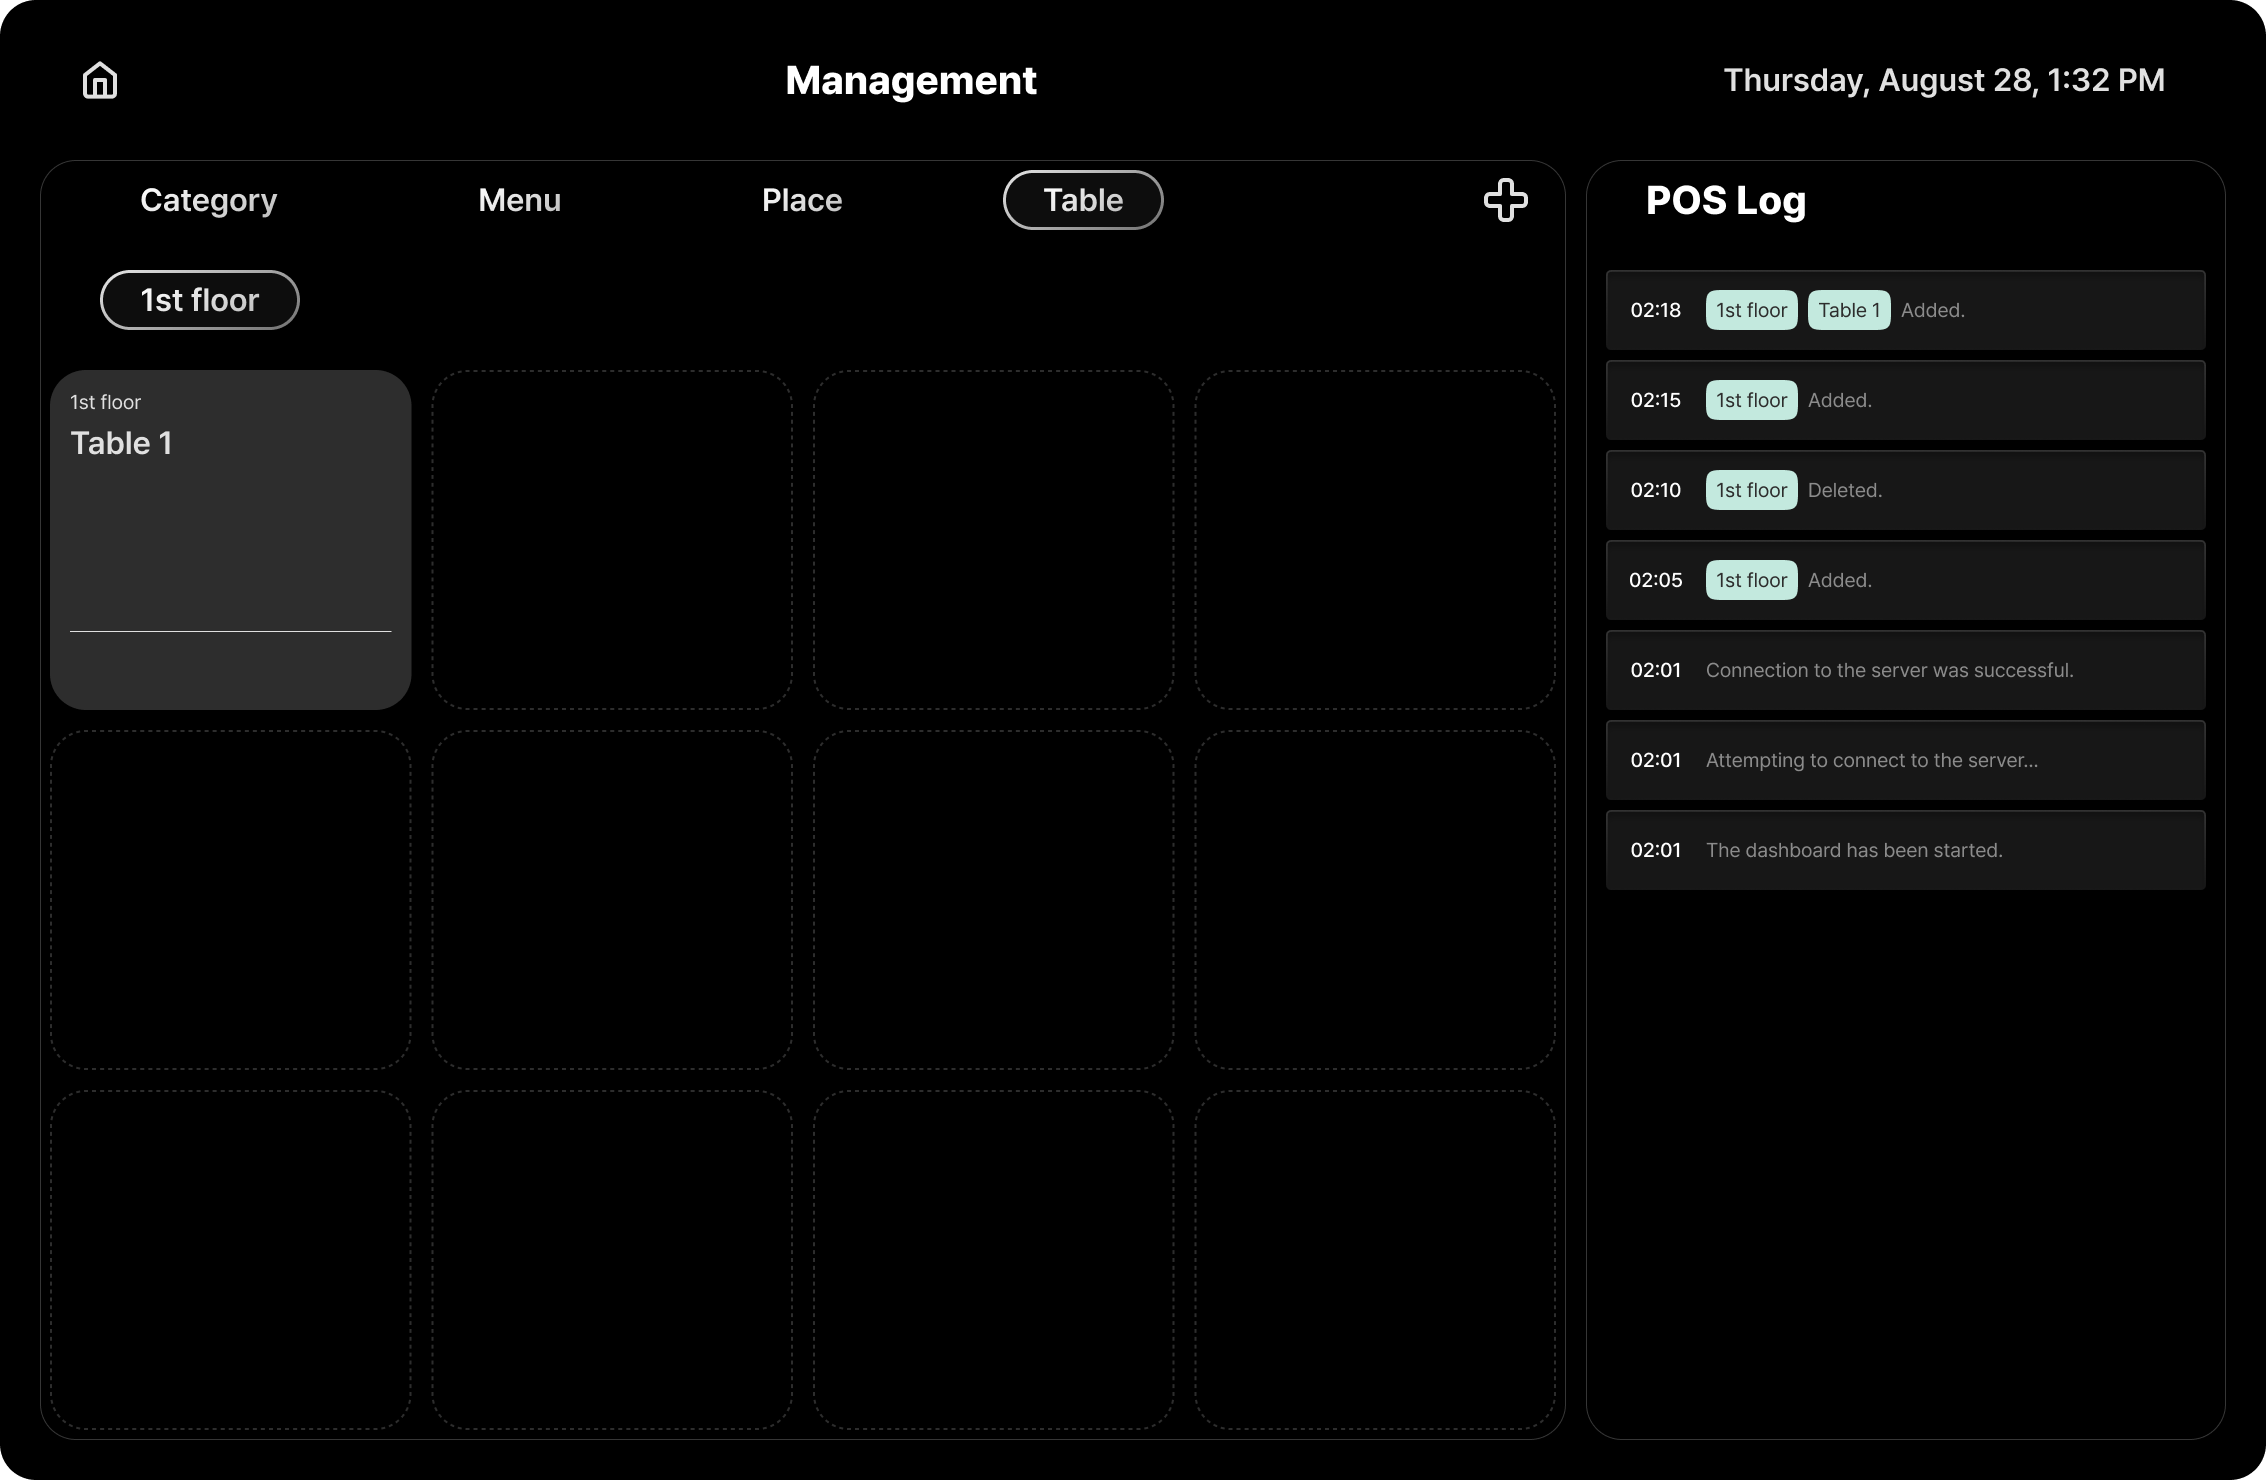 Management
Thursday, August 28, 1:32 PM
Category Menu Place Table
1st floor
1st floor
Table 1
POS Log
02:18 1st floor Table 1 Added.
02:15 1st floor Added.
02:10 1st floor Deleted.
02:05 1st floor Added.
02:01 Connection to the server was successful.
02:01 Attempting to connect to the server...
02:01 The dashboard has been started.